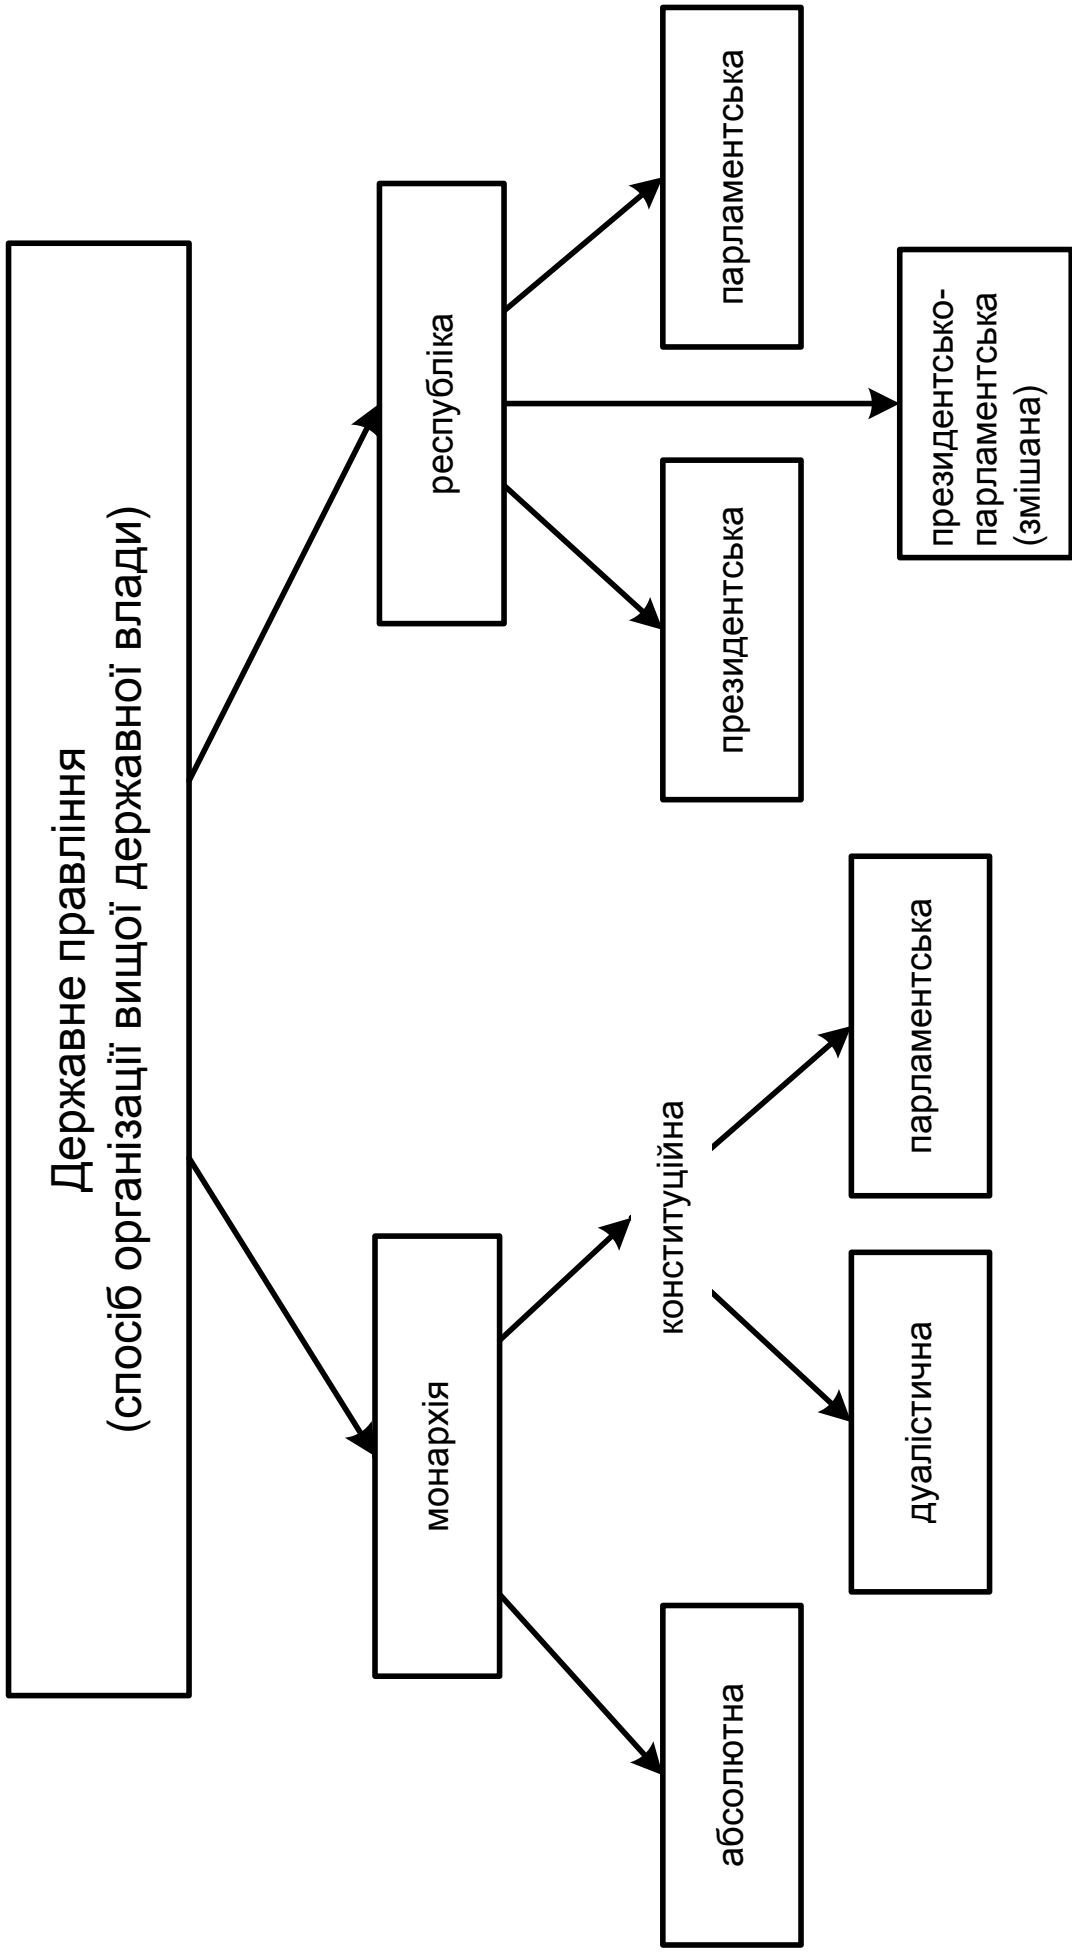 Державне правління
(спосіб організації вищої державної влади)
монархія
республіка
абсолютна
конституційна
президентська
парламентська
дуалістична
парламентська
президентсько-
парламентська
(змішана)